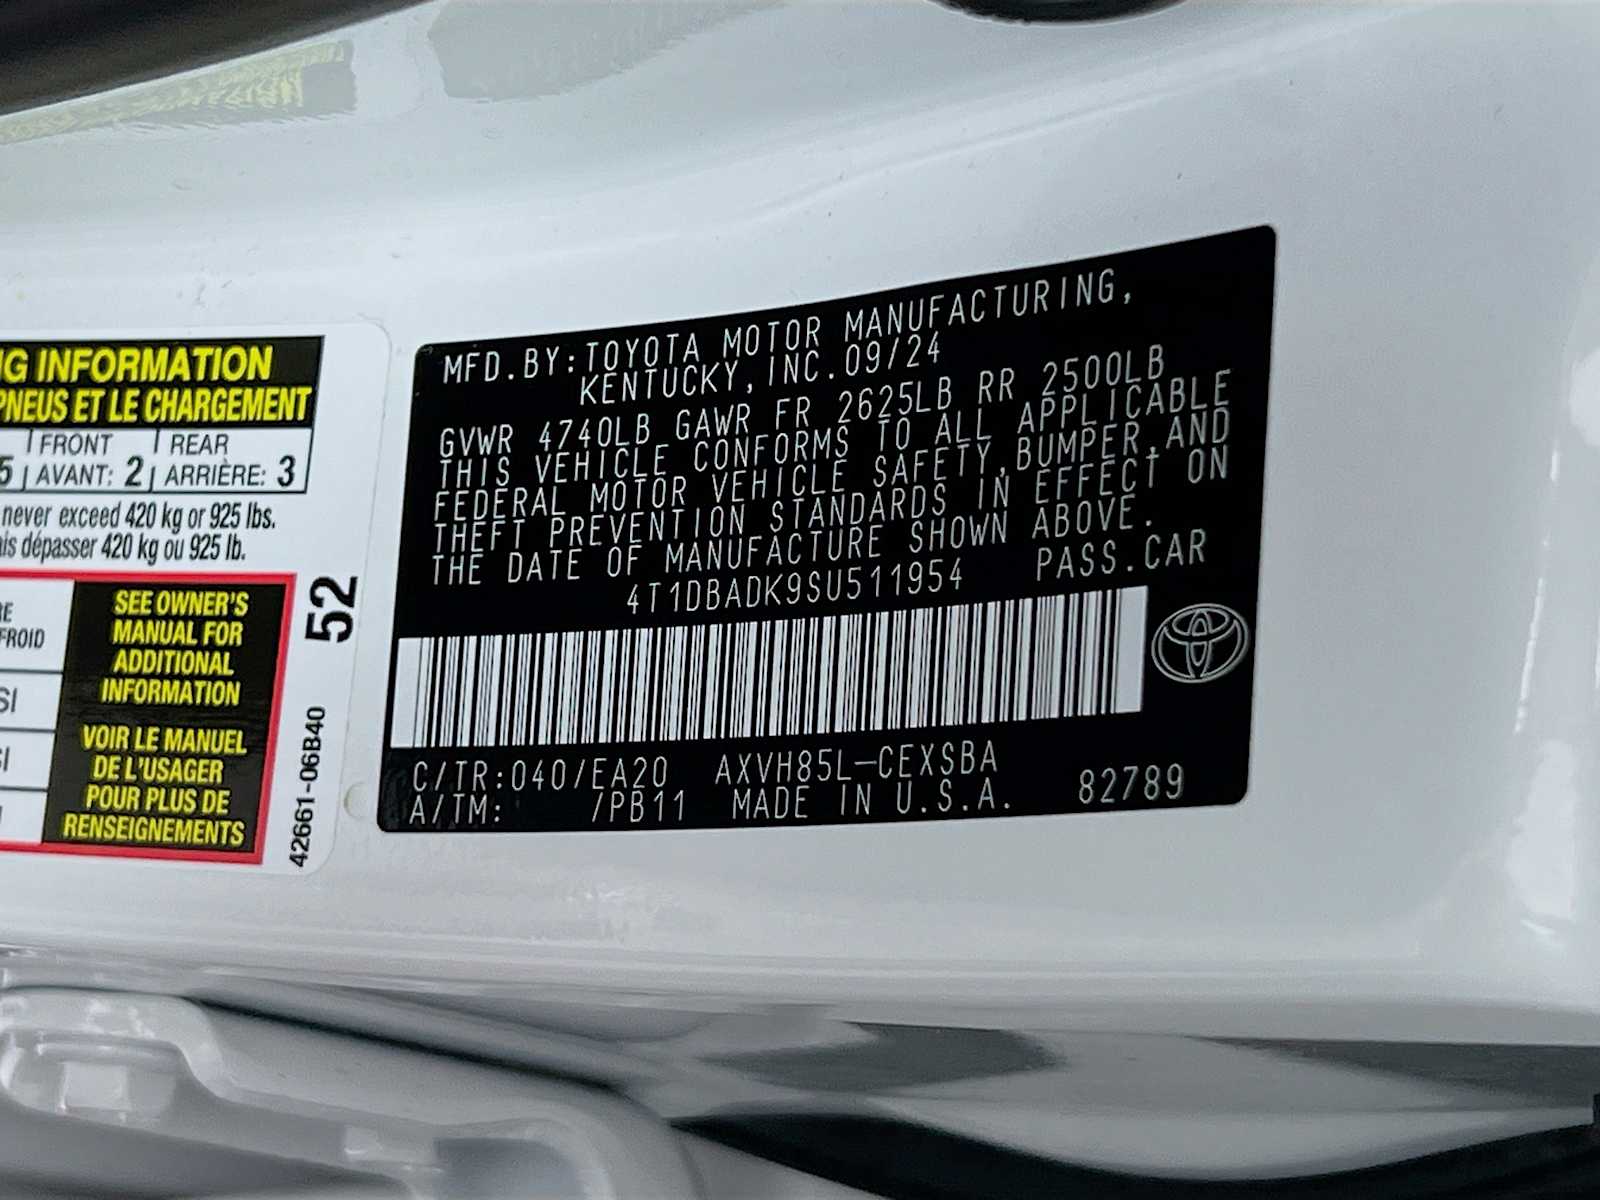 NG INFORMATION
PNEUS ET LE CHARGEMENT
FRONT REAR
5 AVANT: 2 ARRIÈRE: 3
never exceed 420 kg or 925 lbs.
dépasser 420 kg ou 925 lb.
FROID
SEE OWNER'S
MANUAL FOR
ADDITIONAL
INFORMATION
VOIR LE MANUEL
DE L'USAGER
POUR PLUS DE
RENSEIGNEMENTS
52
42661-06B40
MFD.BY:TOYOTA MOTOR MANUFACTURING,
KENTUCKY,INC.09/24
GVWR 4740LB GAWR FR 2625LB RR 2500LB
THIS VEHICLE CONFORMS TO ALL APPLICABLE
FEDERAL MOTOR VEHICLE SAFETY,BUMPER,AND
THEFT PREVENTION STANDARDS IN EFFECT ON
THE DATE OF MANUFACTURE SHOWN ABOVE.
4T1DBADK9SU511954 PASS.CAR
C/TR:040/EA20 AXVH85L-CEXSBA
A/TM: /PB11 MADE IN U.S.A. 82789